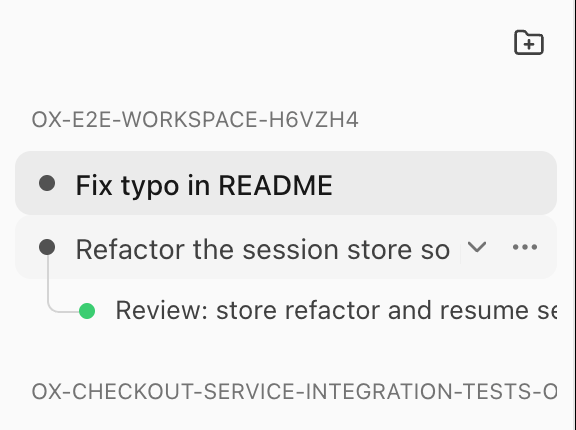 OX-E2E-WORKSPACE-H6VZH4
Fix typo in README
Refactor the session store so
Review: store refactor and resume se
OX-CHECKOUT-SERVICE-INTEGRATION-TESTS-O